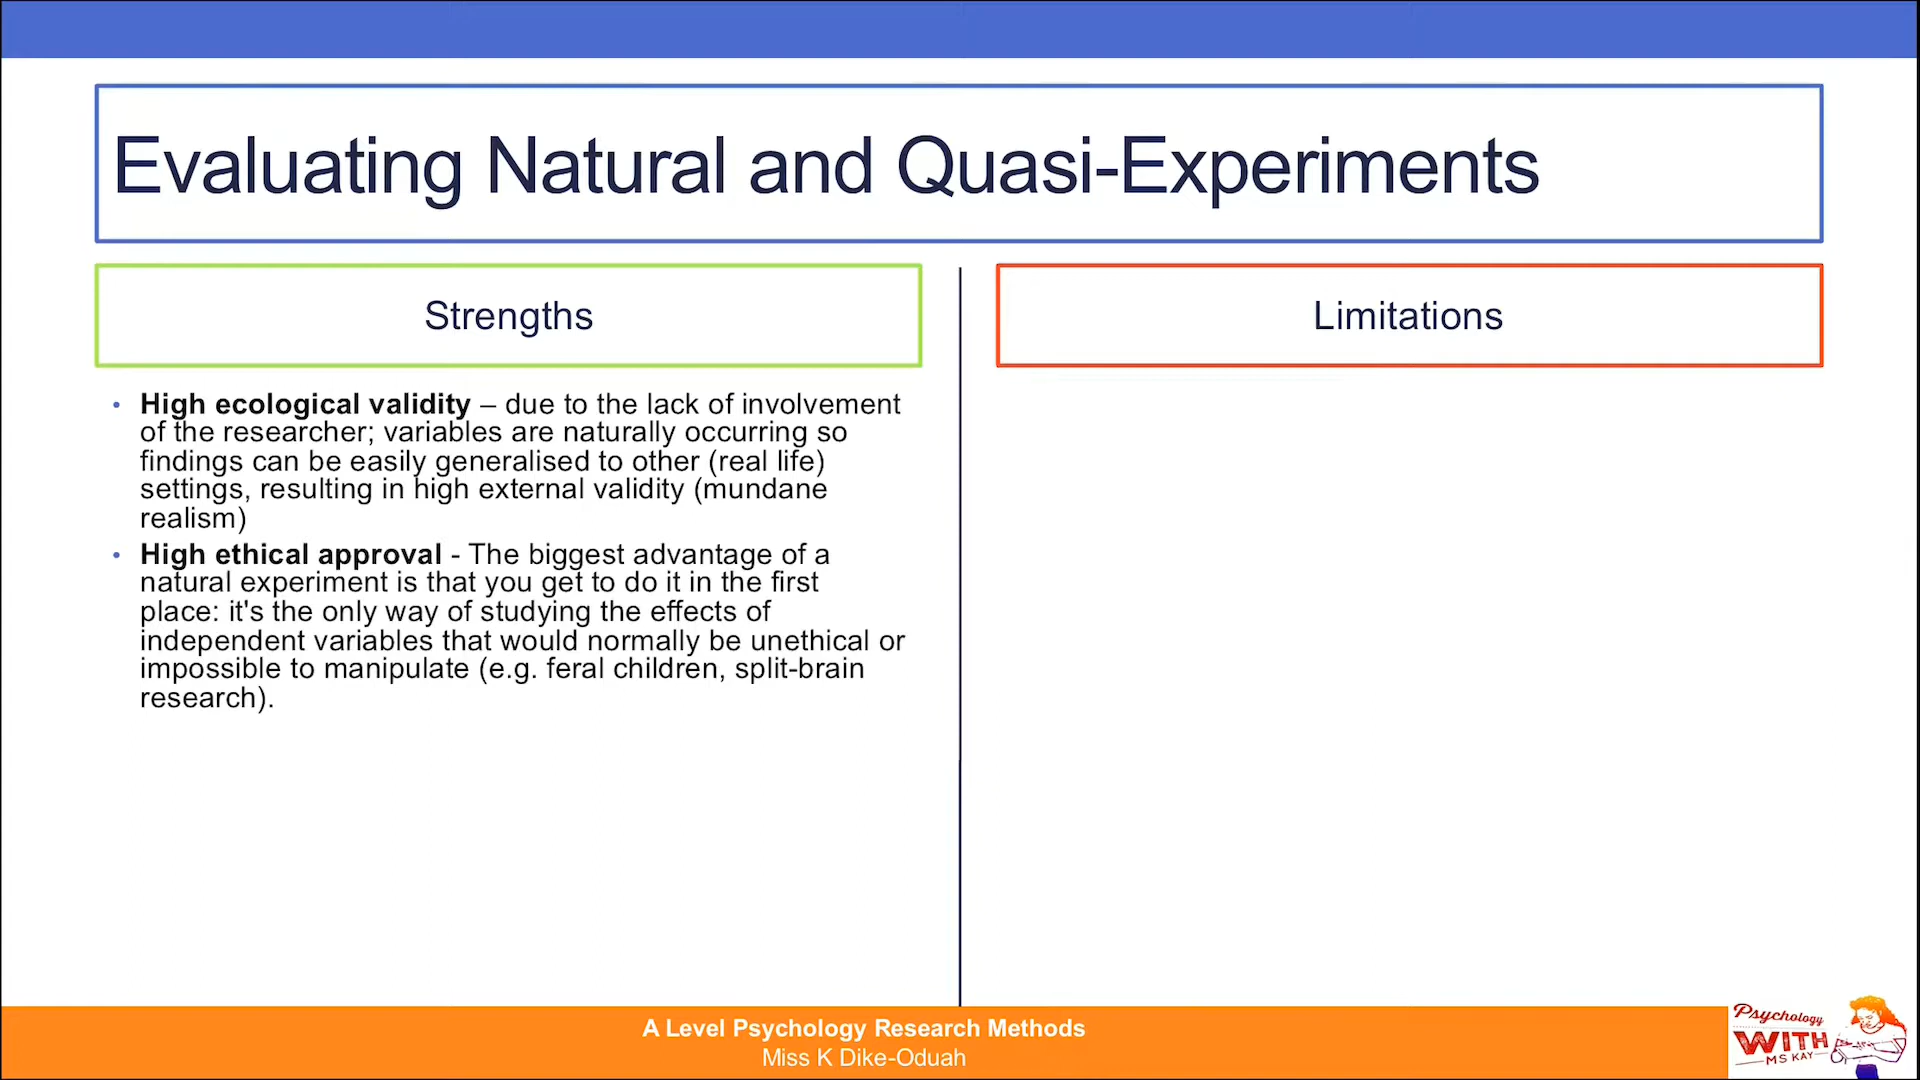 Evaluating Natural and Quasi-Experiments
Strengths
• High ecological validity – due to the lack of involvement
of the researcher; variables are naturally occurring so
findings can be easily generalised to other (real life)
settings, resulting in high external validity (mundane
realism)
• High ethical approval - The biggest advantage of a
natural experiment is that you get to do it in the first
place: it's the only way of studying the effects of
independent variables that would normally be unethical or
impossible to manipulate (e.g. feral children, split-brain
research).
Limitations
A Level Psychology Research Methods
Miss K Dike-Oduah
Psychology
WITH
MS KAY